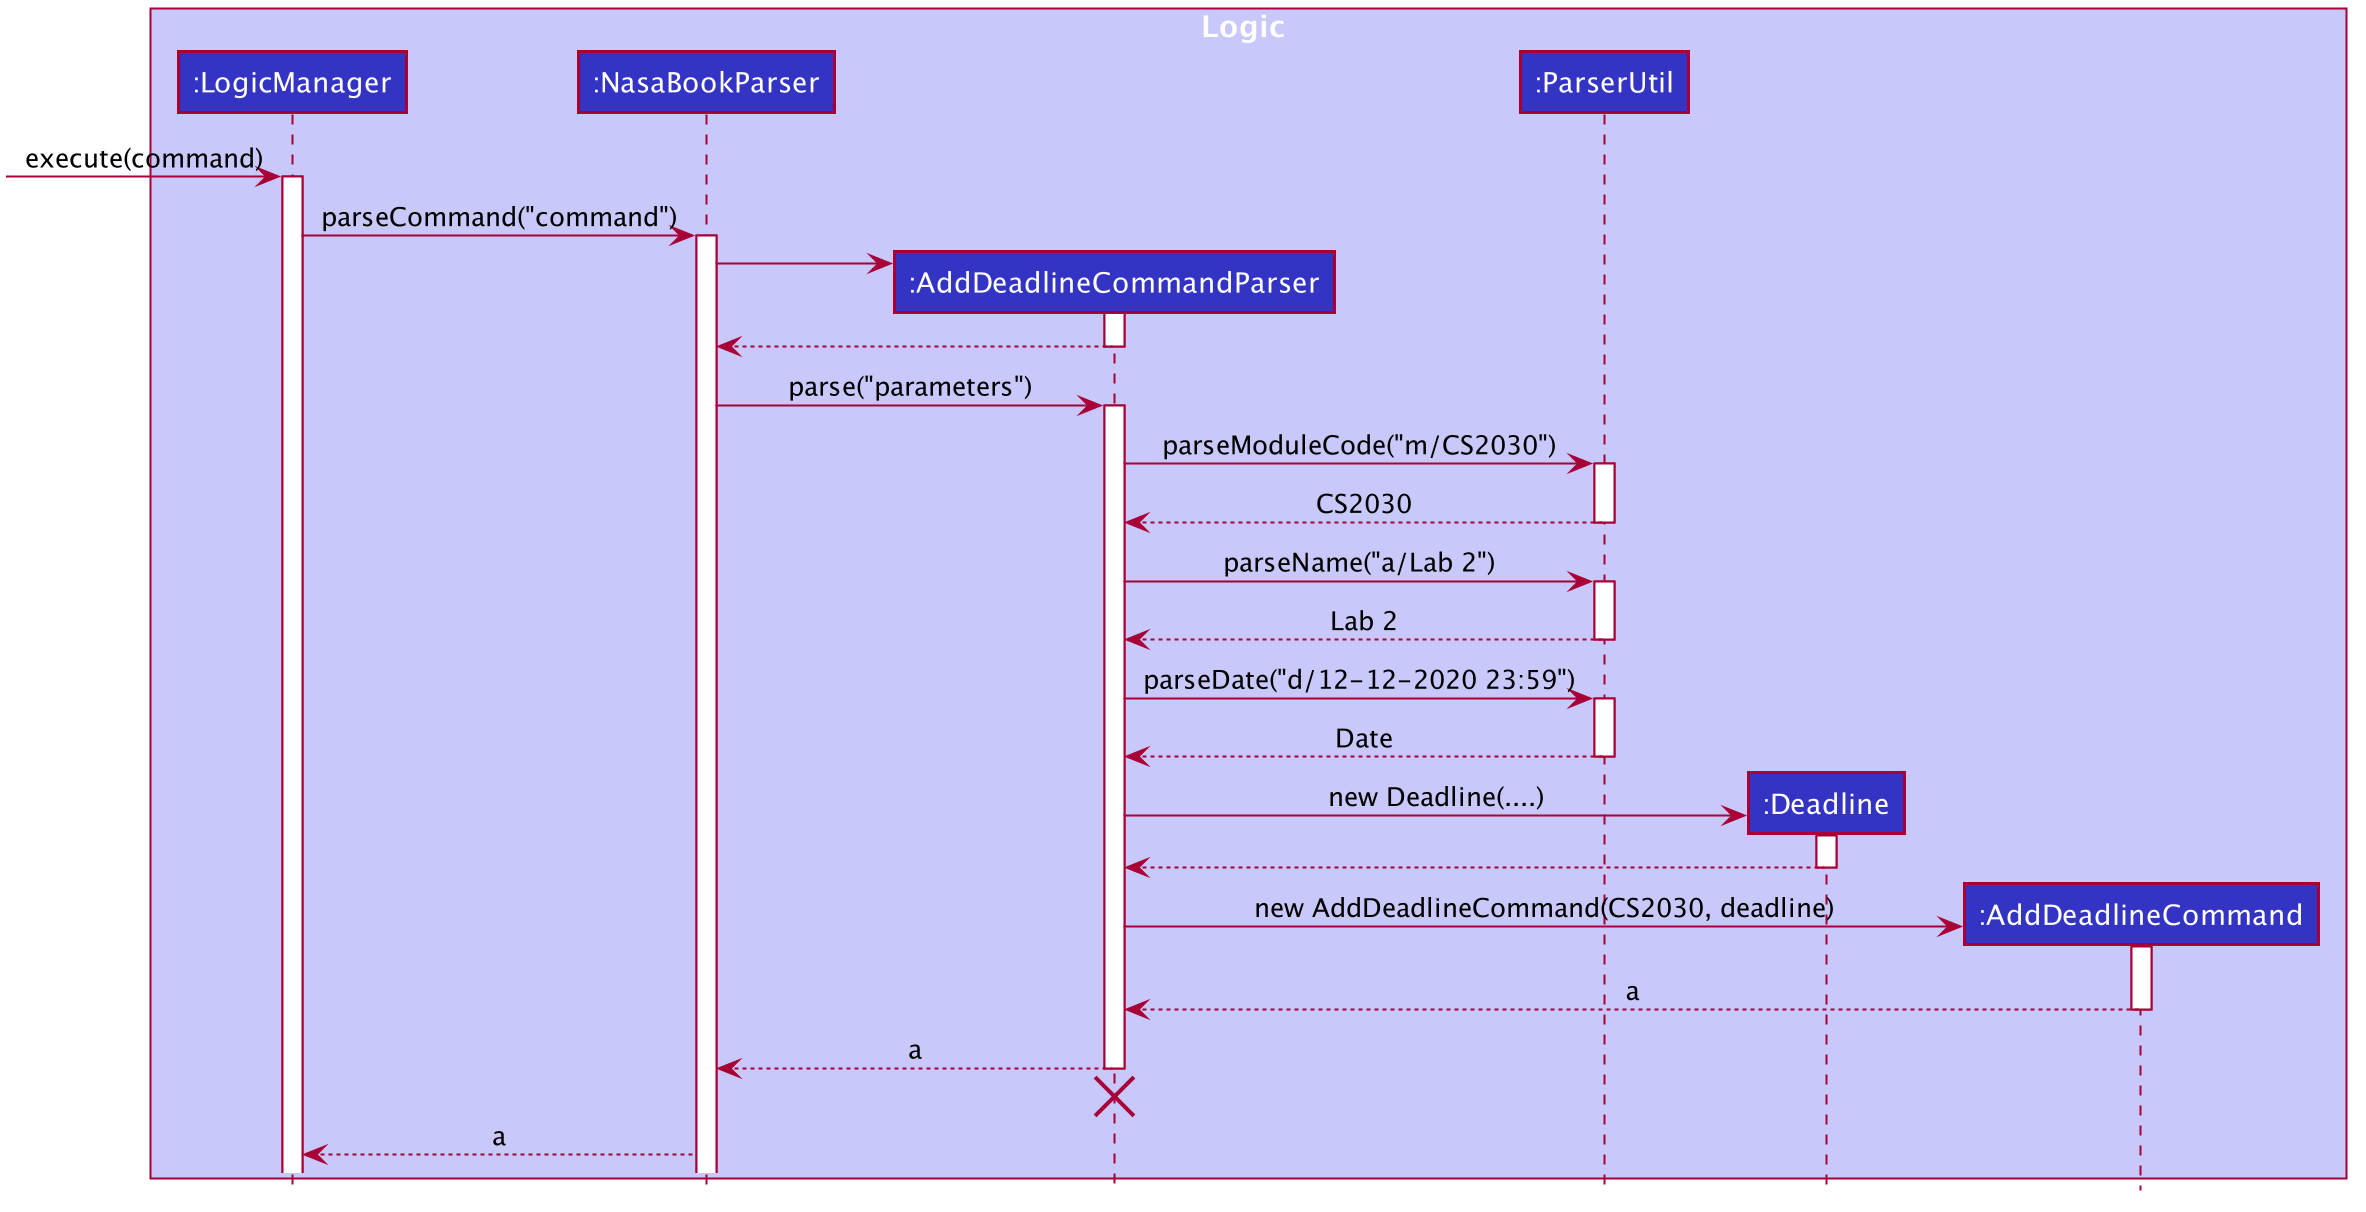 Logic
:LogicManager
:NasaBookParser
:ParserUtil
execute(command)
parseCommand("command")
:AddDeadlineCommandParser
parse("parameters")
parseModuleCode("m/CS2030")
CS2030
parseName("a/Lab 2")
Lab 2
parseDate("d/12-12-2020 23:59")
Date
new Deadline(....)
:Deadline
new AddDeadlineCommand(CS2030, deadline)
:AddDeadlineCommand
a
a
a